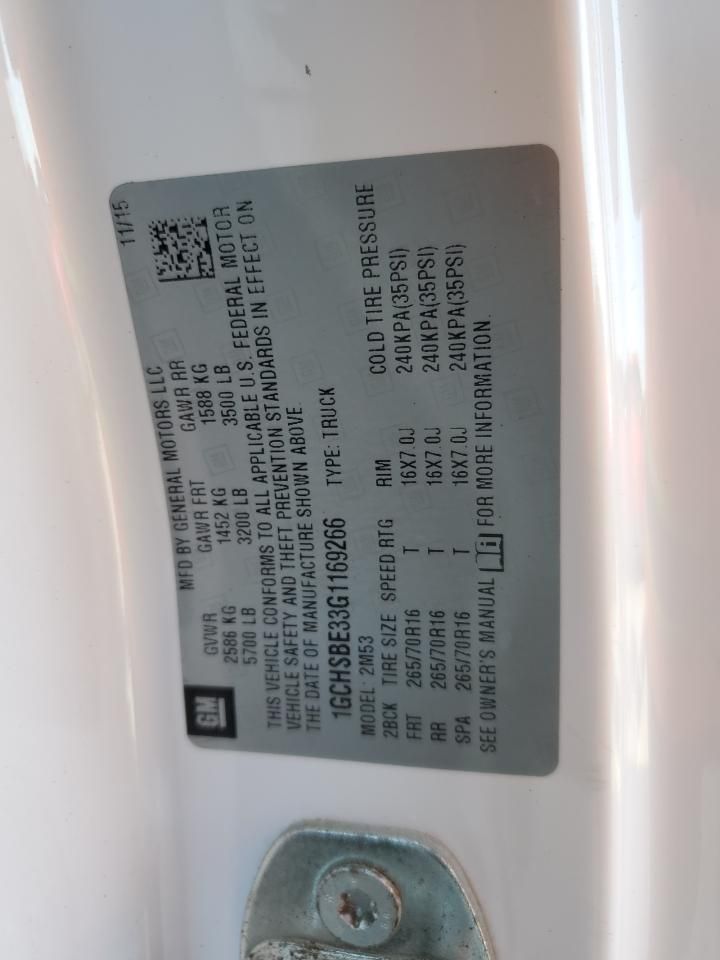 GM
MFD BY GENERAL MOTORS LLC 11/15
GVWR GAWR FRT GAWR RR
2586 KG 1452 KG 1588 KG
5700 LB 3200 LB 3500 LB
THIS VEHICLE CONFORMS TO ALL APPLICABLE U.S. FEDERAL MOTOR
VEHICLE SAFETY AND THEFT PREVENTION STANDARDS IN EFFECT ON
THE DATE OF MANUFACTURE SHOWN ABOVE.
1GCHSBE33G1169266 TYPE: TRUCK
MODEL: 2M53
2BCK TIRE SIZE SPEED RTG RIM COLD TIRE PRESSURE
FRT 265/70R16 T 16X7.0J 240KPA(35PSI)
RR 265/70R16 T 16X7.0J 240KPA(35PSI)
SPA 265/70R16 T 16X7.0J 240KPA(35PSI)
SEE OWNER'S MANUAL i FOR MORE INFORMATION.